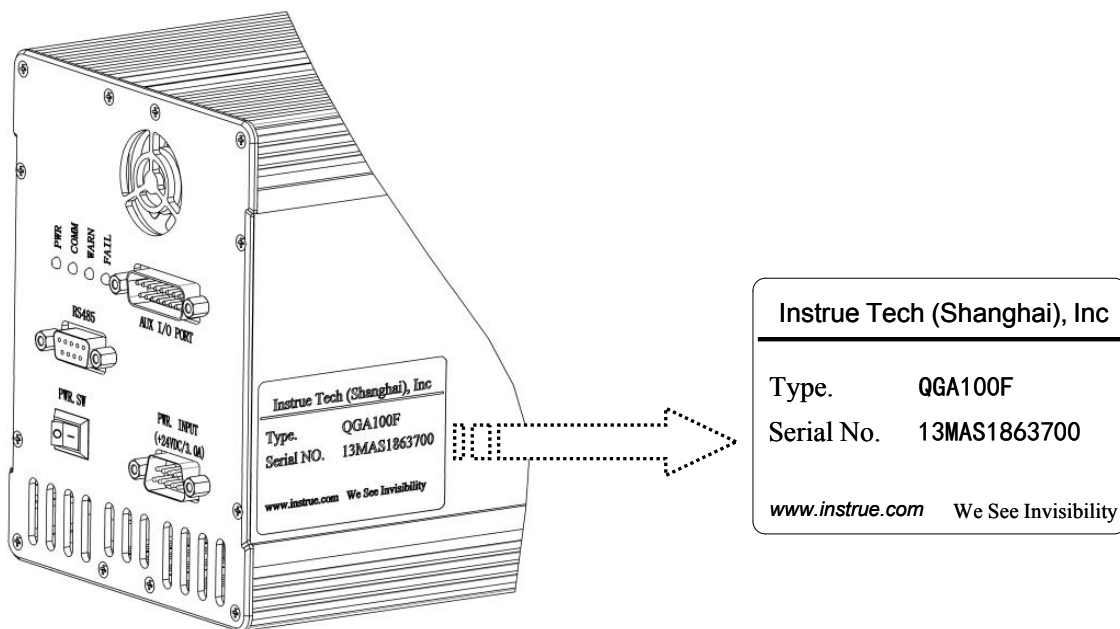 PWR
COMM
WARN
FAIL
AUX I/O PORT
RS485
PWR.SW
PWR. INPUT
(+24VDC/3.0A)
Instrue Tech (Shanghai), Inc
Type. QGA100F
Serial NO. 13MAS1863700
www.instrue.com We See Invisibility
Instrue Tech (Shanghai), Inc
Type. QGA100F
Serial No. 13MAS1863700
www.instrue.com We See Invisibility